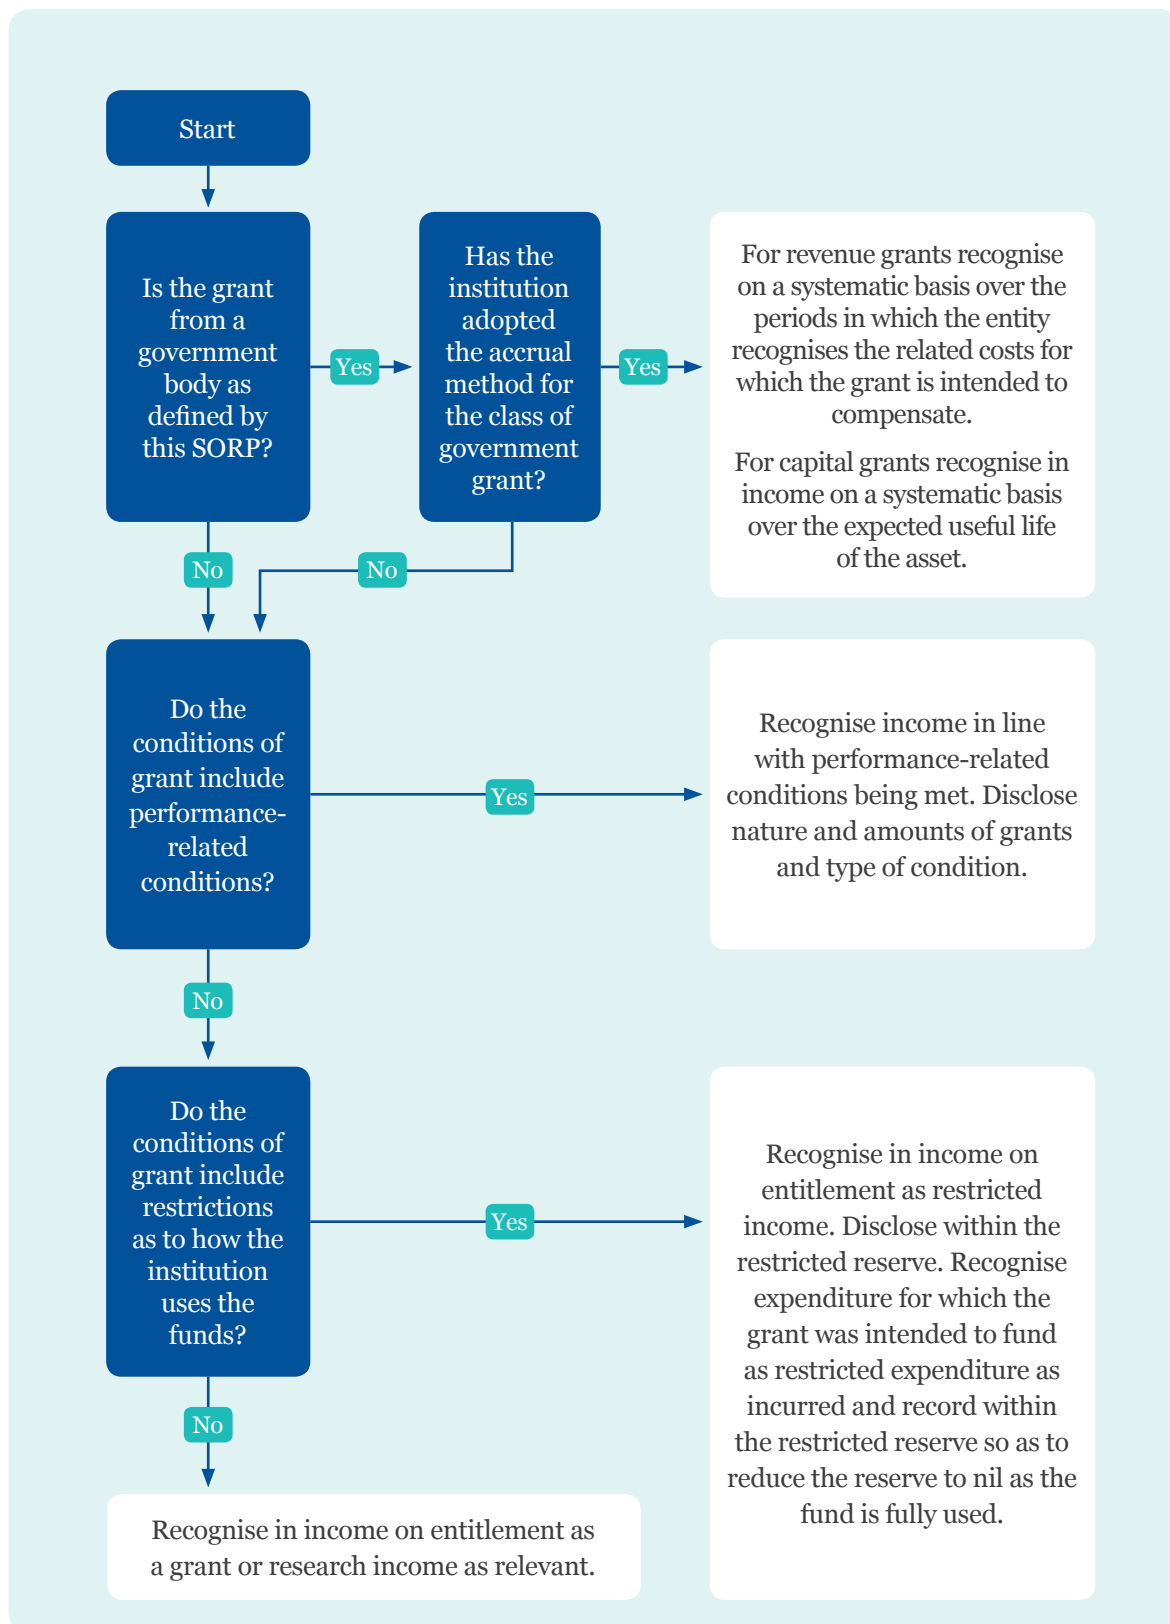 Start
Is the grant
from a
government
body as
defined by
this SORP?
Yes
Has the
institution
adopted
the accrual
method for
the class of
government
grant?
Yes
For revenue grants recognise
on a systematic basis over the
periods in which the entity
recognises the related costs for
which the grant is intended to
compensate.
For capital grants recognise in
income on a systematic basis
over the expected useful life
of the asset.
No
No
Do the
conditions of
grant include
performance-
related
conditions?
Yes
Recognise income in line
with performance-related
conditions being met. Disclose
nature and amounts of grants
and type of condition.
No
Do the
conditions of
grant include
restrictions
as to how the
institution
uses the
funds?
Yes
Recognise in income on
entitlement as restricted
income. Disclose within the
restricted reserve. Recognise
expenditure for which the
grant was intended to fund
as restricted expenditure as
incurred and record within
the restricted reserve so as to
reduce the reserve to nil as the
fund is fully used.
No
Recognise in income on entitlement as
a grant or research income as relevant.